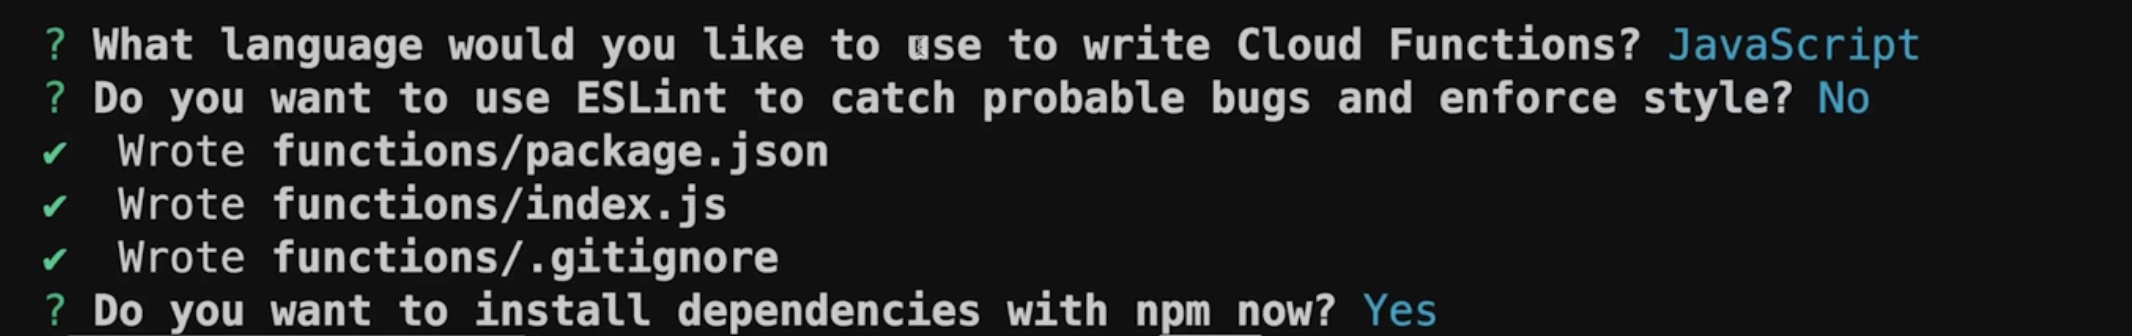 ? What language would you like to use to write Cloud Functions? JavaScript
? Do you want to use ESLint to catch probable bugs and enforce style? No
✔ Wrote functions/package.json
✔ Wrote functions/index.js
✔ Wrote functions/.gitignore
? Do you want to install dependencies with npm now? Yes